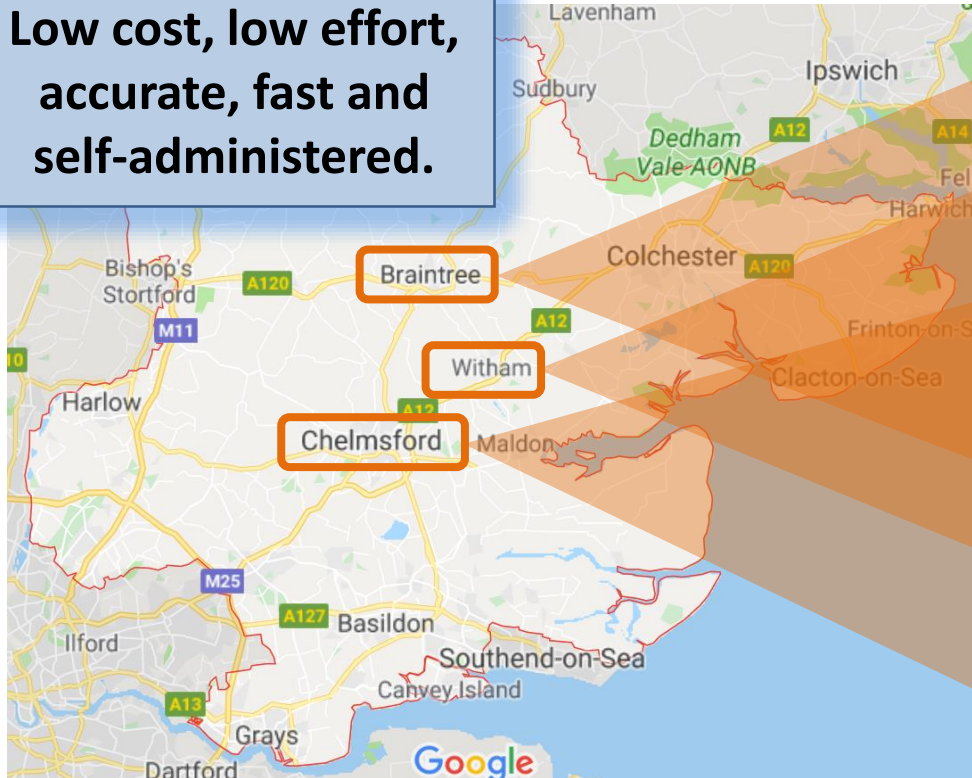 Low cost, low effort,
accurate, fast and
self-administered.
Lavenham
Sudbury
Ipswich
Dedham
Vale AONB
A12
A14
Fel
Harwich
Bishop's
Stortford
A120
Braintree
Colchester
A120
M11
A12
Frinton-on-S
10
Witham
Clacton-on-Sea
Harlow
A12
Chelmsford
Maldon
M25
A127
Basildon
Ilford
Southend-on-Sea
Canvey Island
A13
Grays
Google
Dartford